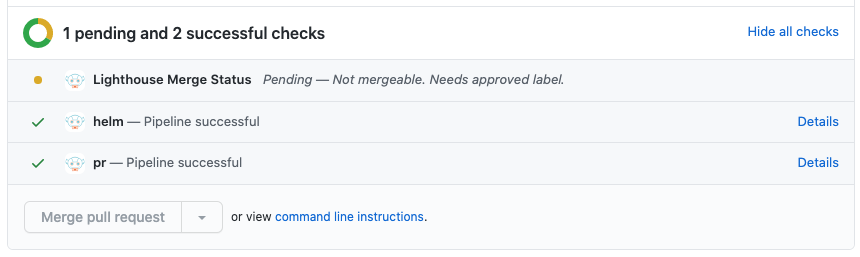 1 pending and 2 successful checks
Hide all checks
Lighthouse Merge Status Pending — Not mergeable. Needs approved label.
helm — Pipeline successful
Details
pr — Pipeline successful
Details
Merge pull request
or view command line instructions.